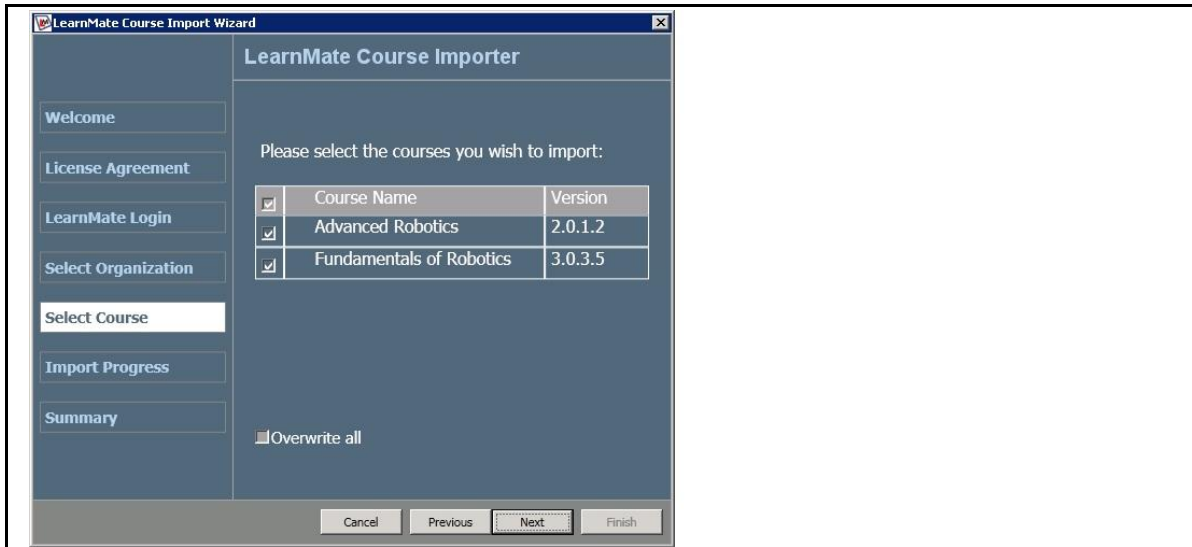 LearnMate Course Import Wizard
LearnMate Course Importer
Welcome
License Agreement
LearnMate Login
Select Organization
Select Course
Import Progress
Summary
Please select the courses you wish to import:
Course Name Version
Advanced Robotics 2.0.1.2
Fundamentals of Robotics 3.0.3.5
Overwrite all
Cancel Previous Next Finish